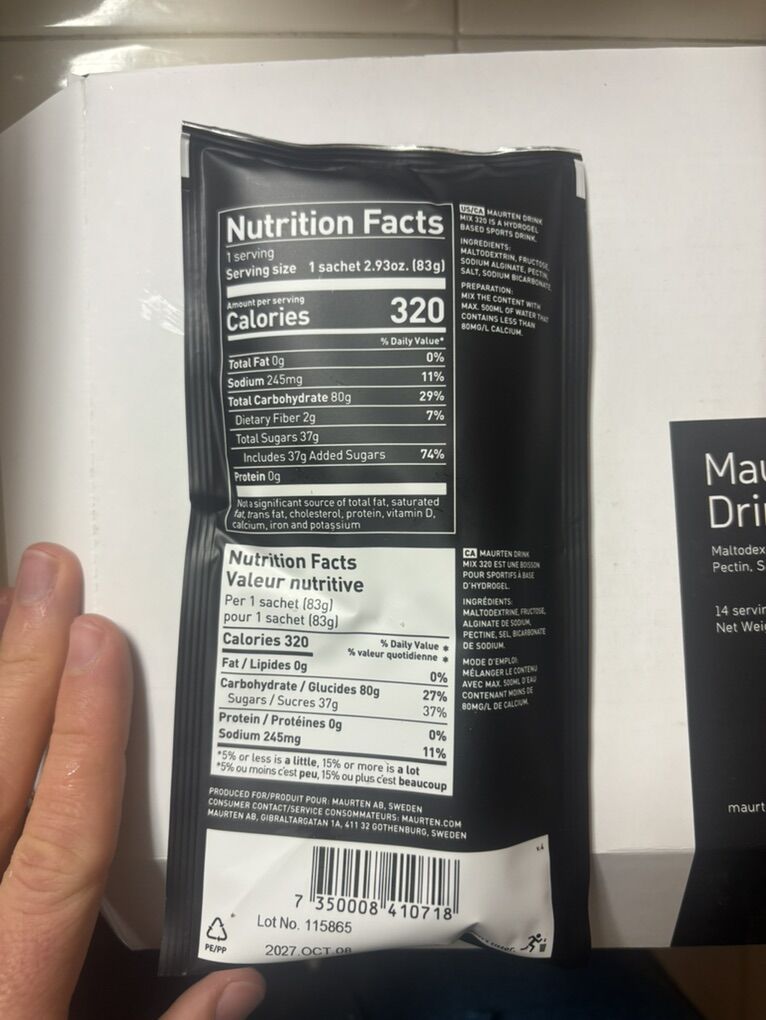 Nutrition Facts
1 serving
Serving size 1 sachet 2.93oz. (83g)
Amount per serving
Calories 320
% Daily Value*
Total Fat 0g 0%
Sodium 245mg 11%
Total Carbohydrate 80g 29%
Dietary Fiber 2g 7%
Total Sugars 37g
Includes 37g Added Sugars 74%
Protein 0g
Not a significant source of total fat, saturated
fat, trans fat, cholesterol, protein, vitamin D,
calcium, iron and potassium
US/CA MAURTEN DRINK
MIX 320 IS A HYDROGEL
BASED SPORTS DRINK.
INGREDIENTS:
MALTODEXTRIN, FRUCTOSE,
SODIUM ALGINATE, PECTIN,
SALT, SODIUM BICARBONATE
PREPARATION:
MIX THE CONTENT WITH
MAX. 500ML OF WATER THAT
CONTAINS LESS THAN
80MG/L CALCIUM.
Nutrition Facts
Valeur nutritive
Per 1 sachet (83g)
pour 1 sachet (83g)
Calories 320
% Daily Value *
% valeur quotidienne *
Fat / Lipides 0g 0%
Carbohydrate / Glucides 80g 27%
Sugars / Sucres 37g 37%
Protein / Protéines 0g 0%
Sodium 245mg 11%
*5% or less is a little, 15% or more is a lot
*5% ou moins c'est peu, 15% ou plus c'est beaucoup
CA MAURTEN DRINK
MIX 320 EST UNE BOISSON
POUR SPORTIFS À BASE
D'HYDROGEL.
INGRÉDIENTS:
MALTODEXTRINE, FRUCTOSE,
ALGINATE DE SODIUM,
PECTINE, SEL, BICARBONATE
DE SODIUM.
MODE D'EMPLOI:
MÉLANGER LE CONTENU
AVEC MAX. 500ML D'EAU
CONTENANT MOINS DE
80MG/L DE CALCIUM.
PRODUCED FOR/PRODUIT POUR: MAURTEN AB, SWEDEN
CONSUMER CONTACT/SERVICE CONSOMMATEURS: MAURTEN.COM
MAURTEN AB, GIBRALTARGATAN 1A, 411 32 GOTHENBURG, SWEDEN
7 350008 410718
Lot No. 115865
2027.OCT.08
PE/PP
Mau
Dri
Maltodex
Pectin, S
14 servin
Net Wei
maurt